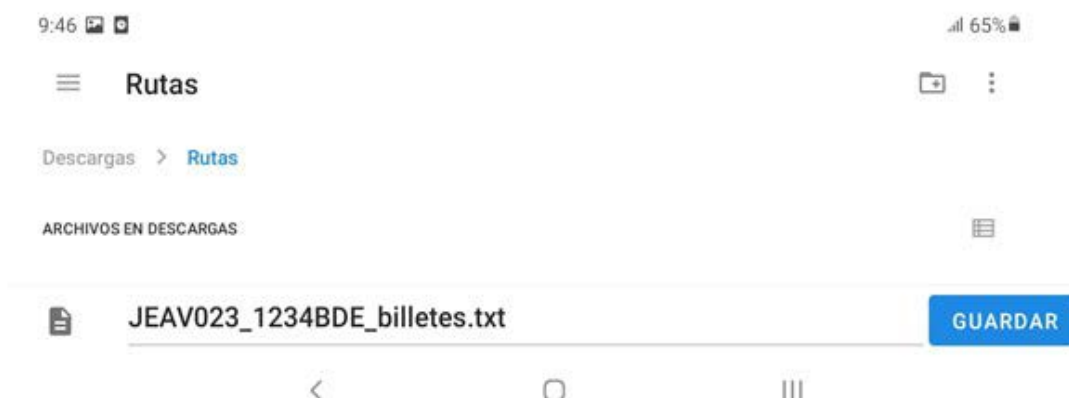 9:46 65%
Rutas
Descargas > Rutas
ARCHIVOS EN DESCARGAS
JEAV023_1234BDE_billetes.txt GUARDAR